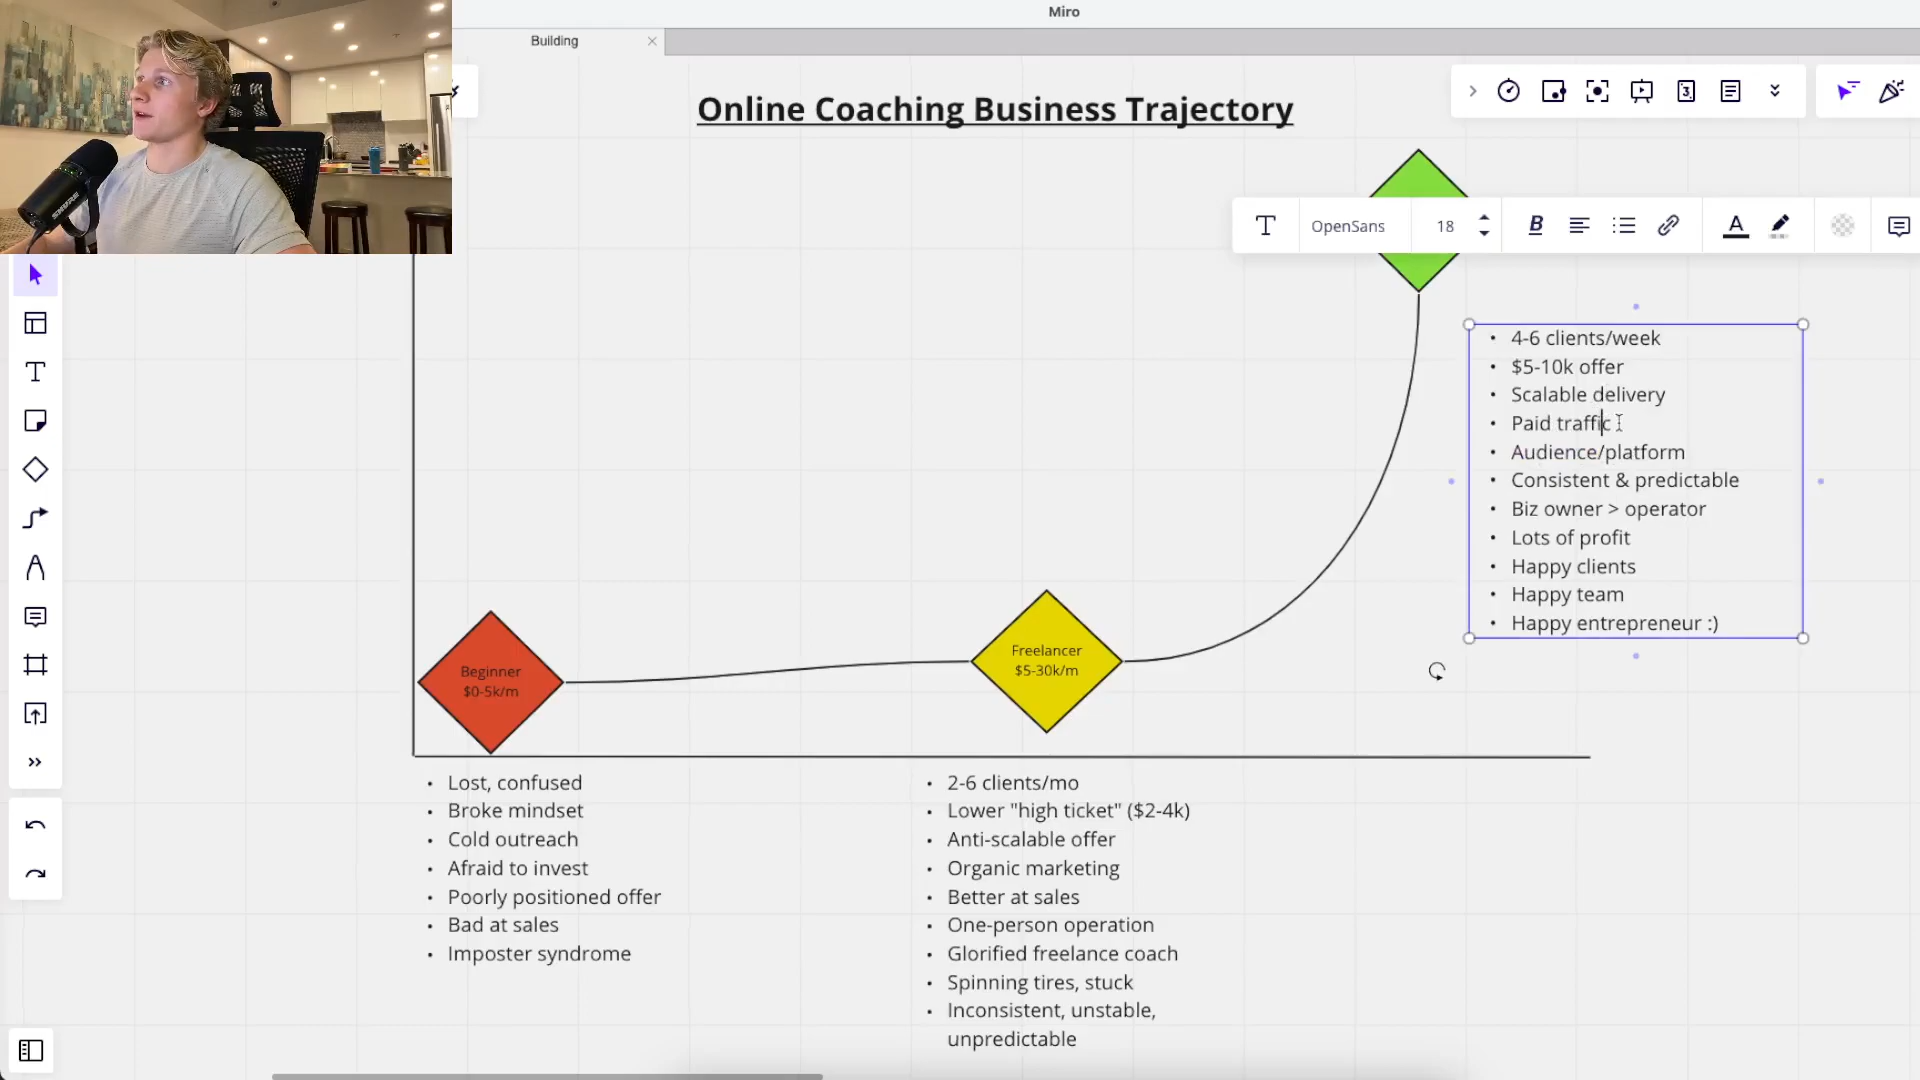 Miro
Building
Online Coaching Business Trajectory
OpenSans
18
B
A
3
SHURE
• 4-6 clients/week
• $5-10k offer
• Scalable delivery
• Paid traffic
• Audience/platform
• Consistent & predictable
• Biz owner > operator
• Lots of profit
• Happy clients
• Happy team
• Happy entrepreneur :)
Beginner
$0-5k/m
Freelancer
$5-30k/m
• Lost, confused
• Broke mindset
• Cold outreach
• Afraid to invest
• Poorly positioned offer
• Bad at sales
• Imposter syndrome
• 2-6 clients/mo
• Lower "high ticket" ($2-4k)
• Anti-scalable offer
• Organic marketing
• Better at sales
• One-person operation
• Glorified freelance coach
• Spinning tires, stuck
• Inconsistent, unstable,
unpredictable